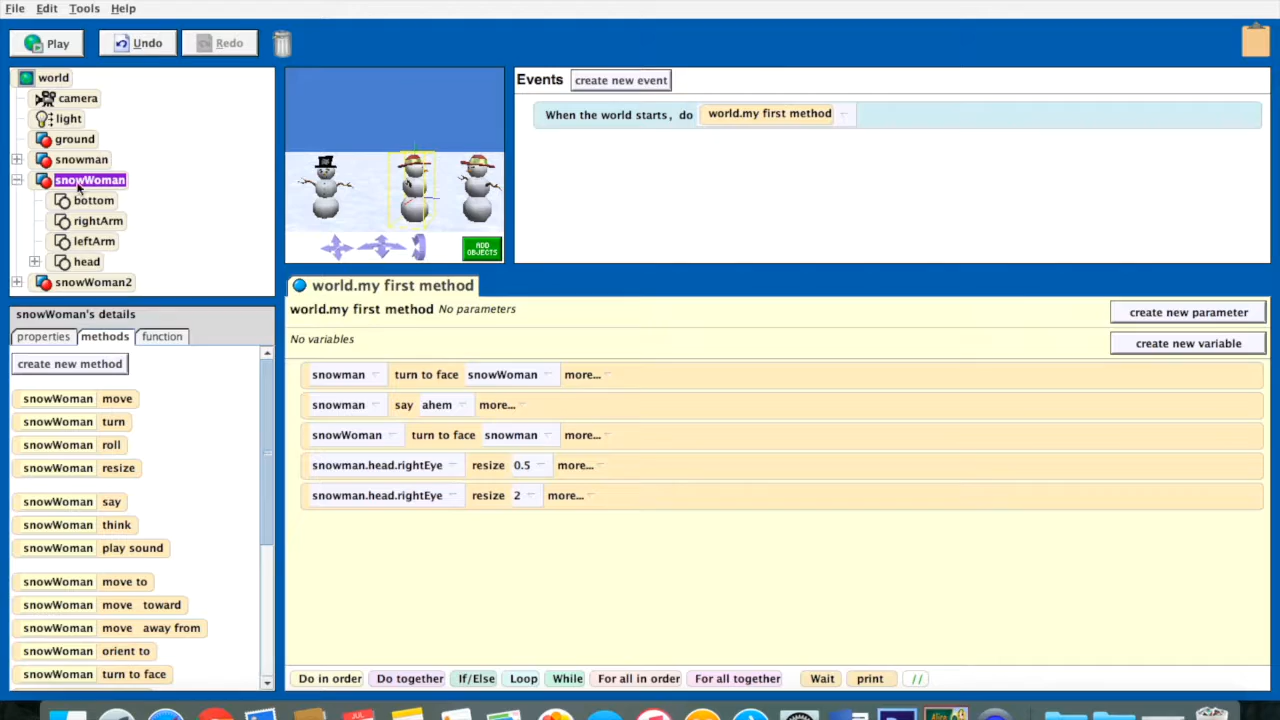 File Edit Tools Help
Play Undo Redo
world
camera
light
ground
snowman
snowWoman
bottom
rightArm
leftArm
head
snowWoman2
ADD OBJECTS
Events create new event
When the world starts, do world.my first method
snowWoman's details
properties methods function
create new method
snowWoman move
snowWoman turn
snowWoman roll
snowWoman resize
snowWoman say
snowWoman think
snowWoman play sound
snowWoman move to
snowWoman move toward
snowWoman move away from
snowWoman orient to
snowWoman turn to face
world.my first method
world.my first method No parameters create new parameter
No variables create new variable
snowman turn to face snowWoman more...
snowman say ahem more...
snowWoman turn to face snowman more...
snowman.head.rightEye resize 0.5 more...
snowman.head.rightEye resize 2 more...
Do in order Do together If/Else Loop While For all in order For all together Wait print //